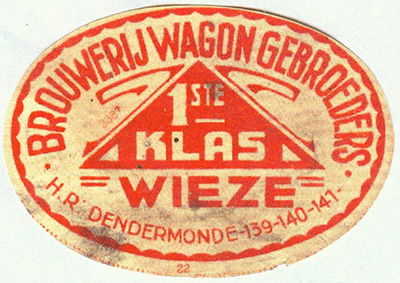 BROUWERIJ WAGON GEBROEDERS
1STE
KLAS
WIEZE
H.R. DENDERMONDE-139-140-141-
22